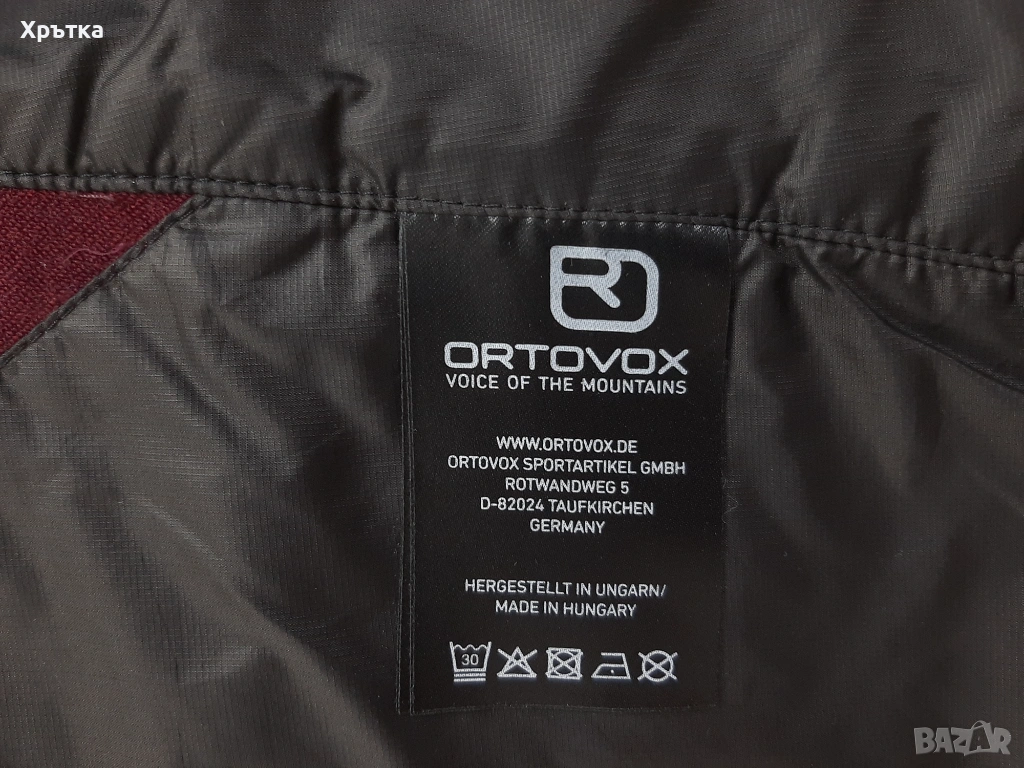 Хрътка
ORTOVOX
VOICE OF THE MOUNTAINS
WWW.ORTOVOX.DE
ORTOVOX SPORTARTIKEL GMBH
ROTWANDWEG 5
D-82024 TAUFKIRCHEN
GERMANY
HERGESTELLT IN UNGARN/
MADE IN HUNGARY
30
BAZAR